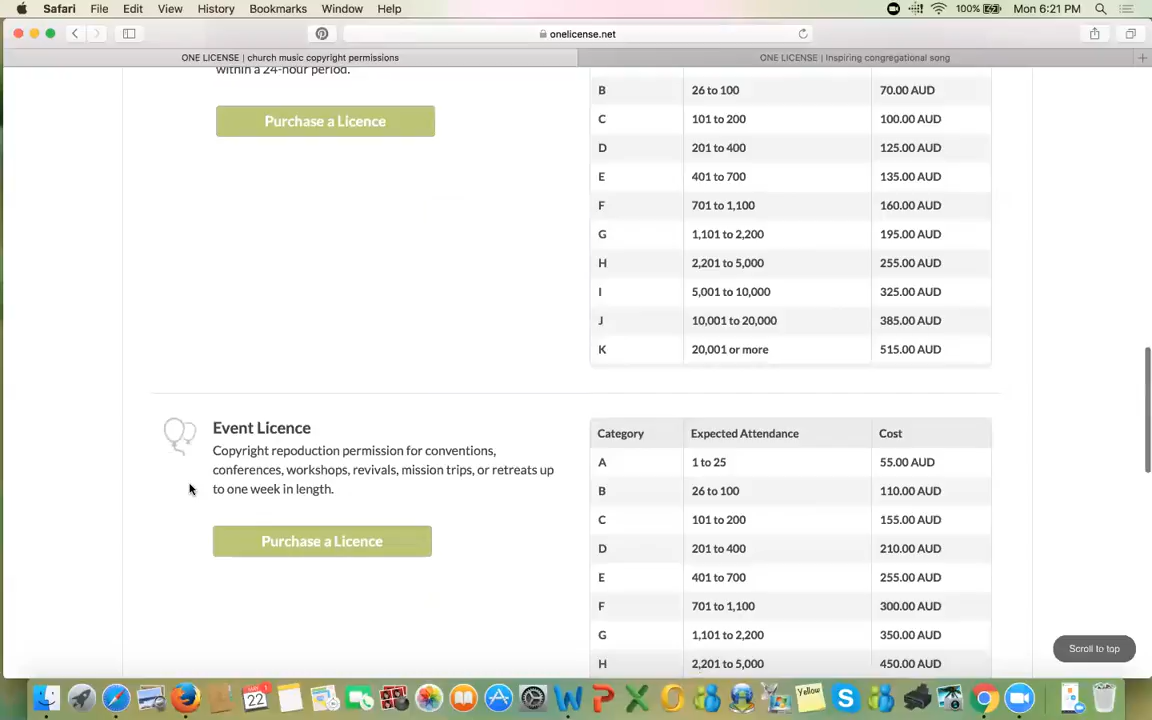 Safari File Edit View History Bookmarks Window Help 100% Mon 6:21 PM
onelicense.net
ONE LICENSE | church music copyright permissions ONE LICENSE | Inspiring congregational song
within a 24-hour period.
Purchase a Licence
B 26 to 100 70.00 AUD
C 101 to 200 100.00 AUD
D 201 to 400 125.00 AUD
E 401 to 700 135.00 AUD
F 701 to 1,100 160.00 AUD
G 1,101 to 2,200 195.00 AUD
H 2,201 to 5,000 255.00 AUD
I 5,001 to 10,000 325.00 AUD
J 10,001 to 20,000 385.00 AUD
K 20,001 or more 515.00 AUD
Event Licence
Copyright repoduction permission for conventions,
conferences, workshops, revivals, mission trips, or retreats up
to one week in length.
Purchase a Licence
Category Expected Attendance Cost
A 1 to 25 55.00 AUD
B 26 to 100 110.00 AUD
C 101 to 200 155.00 AUD
D 201 to 400 210.00 AUD
E 401 to 700 255.00 AUD
F 701 to 1,100 300.00 AUD
G 1,101 to 2,200 350.00 AUD
H 2,201 to 5,000 450.00 AUD
Scroll to top
22
Yellow